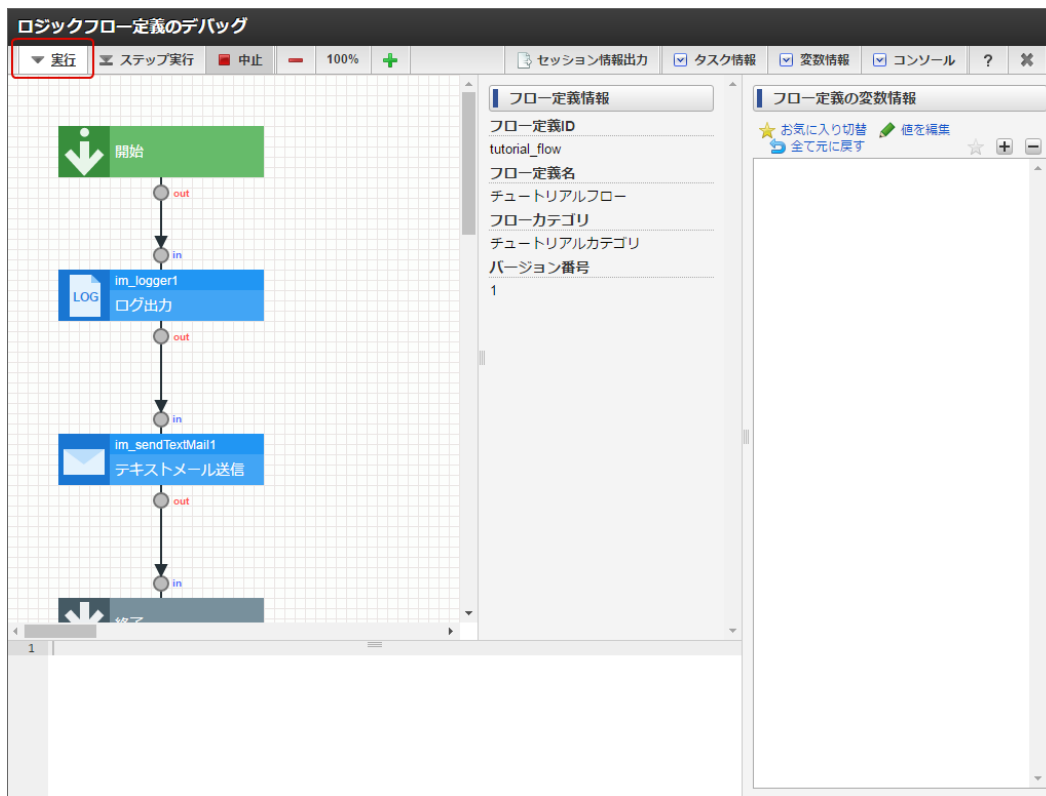 ロジックフロー定義のデバッグ
実行 ステップ実行 中止 100% セッション情報出力 タスク情報 変数情報 コンソール ?
開始
out
in
im_logger1
LOG
ログ出力
out
in
im_sendTextMail1
テキストメール送信
out
in
終了
フロー定義情報
フロー定義ID
tutorial_flow
フロー定義名
チュートリアルフロー
フローカテゴリ
チュートリアルカテゴリ
バージョン番号
1
フロー定義の変数情報
お気に入り切替 値を編集
全て元に戻す
1